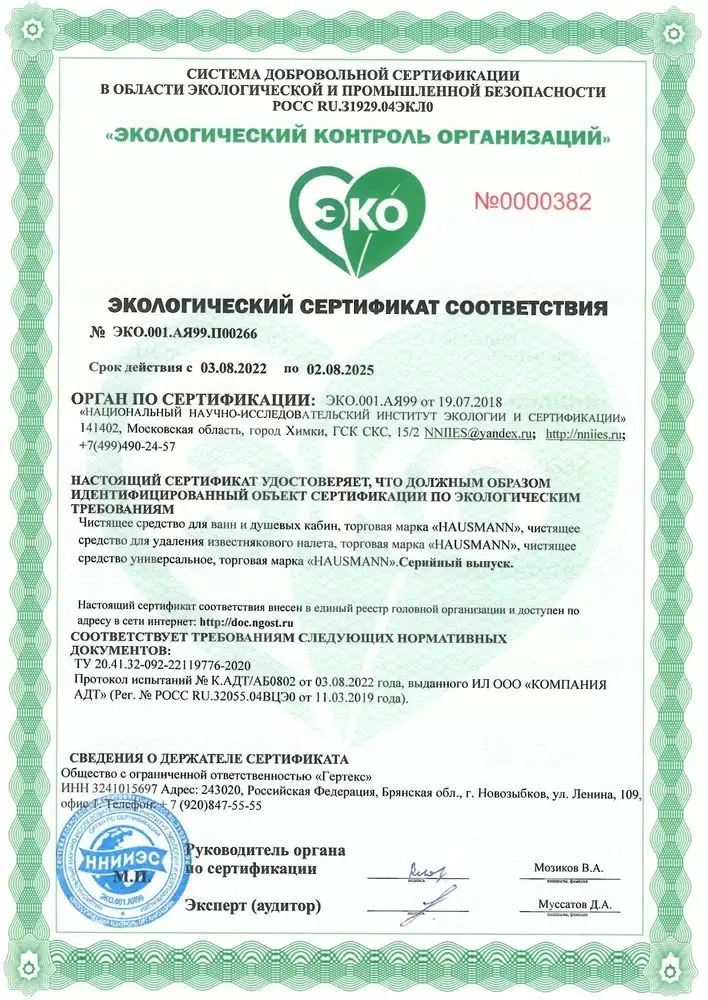 СИСТЕМА ДОБРОВОЛЬНОЙ СЕРТИФИКАЦИИ
В ОБЛАСТИ ЭКОЛОГИЧЕСКОЙ И ПРОМЫШЛЕННОЙ БЕЗОПАСНОСТИ
РОСС RU.31929.04ЭКЛ0
«ЭКОЛОГИЧЕСКИЙ КОНТРОЛЬ ОРГАНИЗАЦИЙ»
ЭКО
№0000382
ЭКОЛОГИЧЕСКИЙ СЕРТИФИКАТ СООТВЕТСТВИЯ
№ ЭКО.001.АЯ99.П00266
Срок действия с 03.08.2022 по 02.08.2025
ОРГАН ПО СЕРТИФИКАЦИИ: ЭКО.001.АЯ99 от 19.07.2018
«НАЦИОНАЛЬНЫЙ НАУЧНО-ИССЛЕДОВАТЕЛЬСКИЙ ИНСТИТУТ ЭКОЛОГИИ И СЕРТИФИКАЦИИ»
141402, Московская область, город Химки, ГСК СКС, 15/2 NNIIES@yandex.ru; http://nniies.ru;
+7(499)490-24-57
НАСТОЯЩИЙ СЕРТИФИКАТ УДОСТОВЕРЯЕТ, ЧТО ДОЛЖНЫМ ОБРАЗОМ
ИДЕНТИФИЦИРОВАННЫЙ ОБЪЕКТ СЕРТИФИКАЦИИ ПО ЭКОЛОГИЧЕСКИМ
ТРЕБОВАНИЯМ
Чистящее средство для ванн и душевых кабин, торговая марка «HAUSMANN», чистящее
средство для удаления известнякового налета, торговая марка «HAUSMANN», чистящее
средство универсальное, торговая марка «HAUSMANN».Серийный выпуск.
Настоящий сертификат соответствия внесен в единый реестр головной организации и доступен по
адресу в сети интернет: http://doc.ngost.ru
СООТВЕТСТВУЕТ ТРЕБОВАНИЯМ СЛЕДУЮЩИХ НОРМАТИВНЫХ
ДОКУМЕНТОВ:
ТУ 20.41.32-092-22119776-2020
Протокол испытаний № К.АДТ/АБ0802 от 03.08.2022 года, выданного ИЛ ООО «КОМПАНИЯ
АДТ» (Рег. № РОСС RU.32055.04ВЦЭ0 от 11.03.2019 года).
СВЕДЕНИЯ О ДЕРЖАТЕЛЕ СЕРТИФИКАТА
Общество с ограниченной ответственностью «Гертекс»
ИНН 3241015697 Адрес: 243020, Российская Федерация, Брянская обл., г. Новозыбков, ул. Ленина, 109,
офис 1. Телефон: + 7 (920)847-55-55
ННИИЭС
М.П.
ЭКО.001.АЯ99
Руководитель органа
по сертификации
подпись
Мозиков В.А.
инициалы, фамилия
Эксперт (аудитор)
подпись
Муссатов Д.А.
инициалы, фамилия